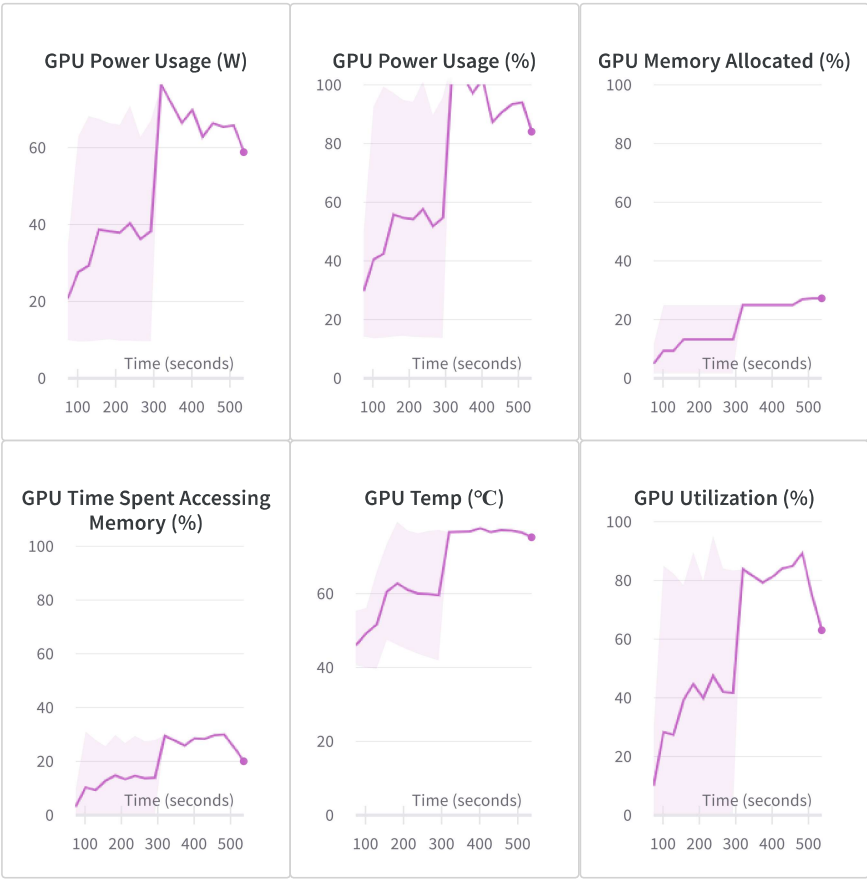 GPU Power Usage (W)
60
40
20
0
Time (seconds)
100 200 300 400 500
GPU Power Usage (%)
100
80
60
40
20
0
Time (seconds)
100 200 300 400 500
GPU Memory Allocated (%)
100
80
60
40
20
0
Time (seconds)
100 200 300 400 500
GPU Time Spent Accessing
Memory (%)
100
80
60
40
20
0
Time (seconds)
100 200 300 400 500
GPU Temp (℃)
60
40
20
0
Time (seconds)
100 200 300 400 500
GPU Utilization (%)
100
80
60
40
20
0
Time (seconds)
100 200 300 400 500